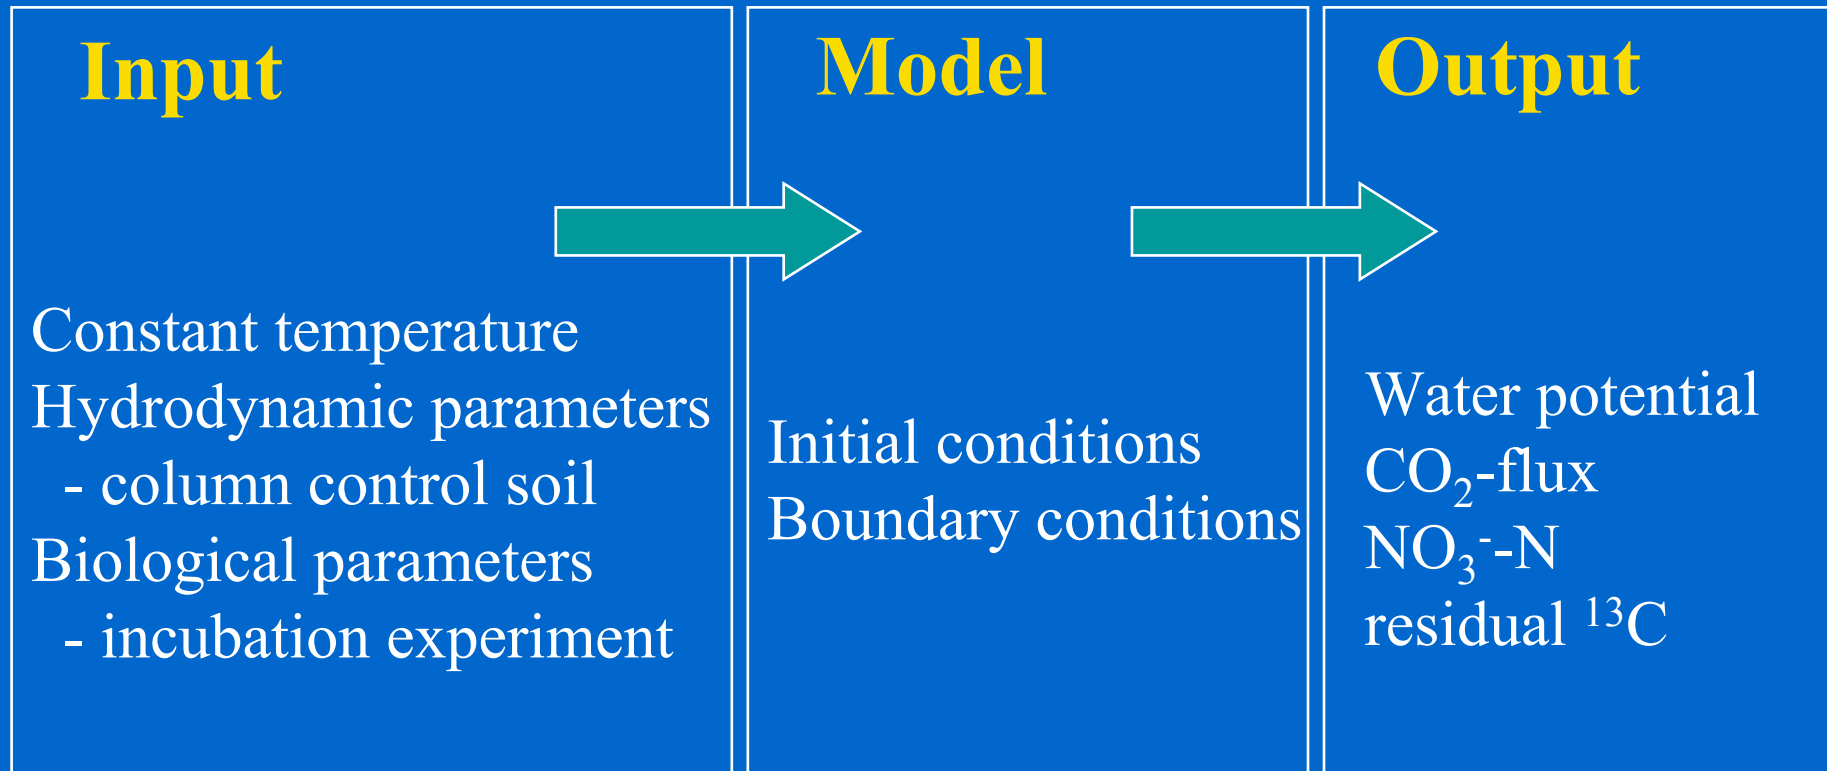 Input
Constant temperature
Hydrodynamic parameters
- column control soil
Biological parameters
- incubation experiment
Model
Initial conditions
Boundary conditions
Output
Water potential
CO₂-flux
NO₃⁻-N
residual ¹³C